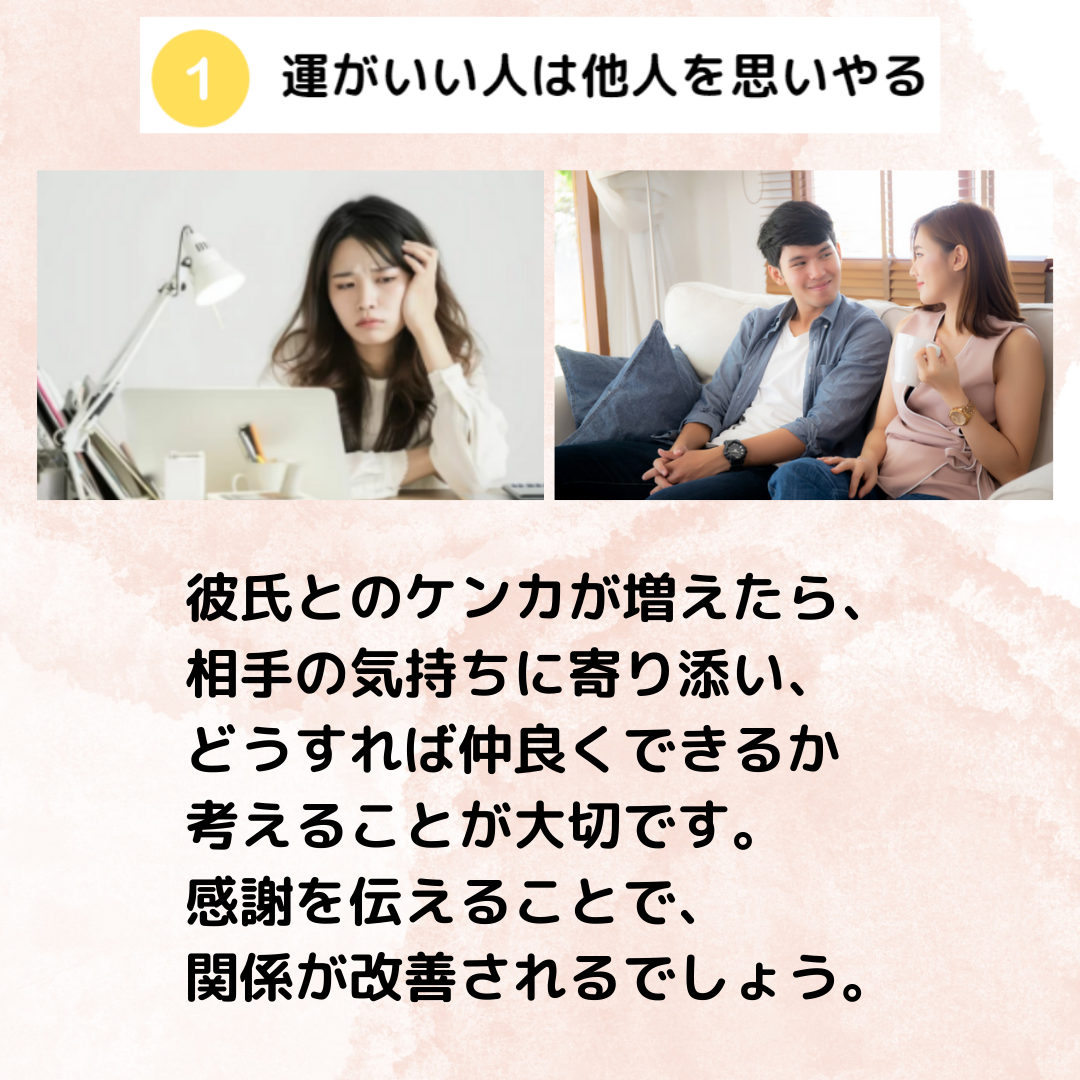 1 運がいい人は他人を思いやる
彼氏とのケンカが増えたら、
相手の気持ちに寄り添い、
どうすれば仲良くできるか
考えることが大切です。
感謝を伝えることで、
関係が改善されるでしょう。